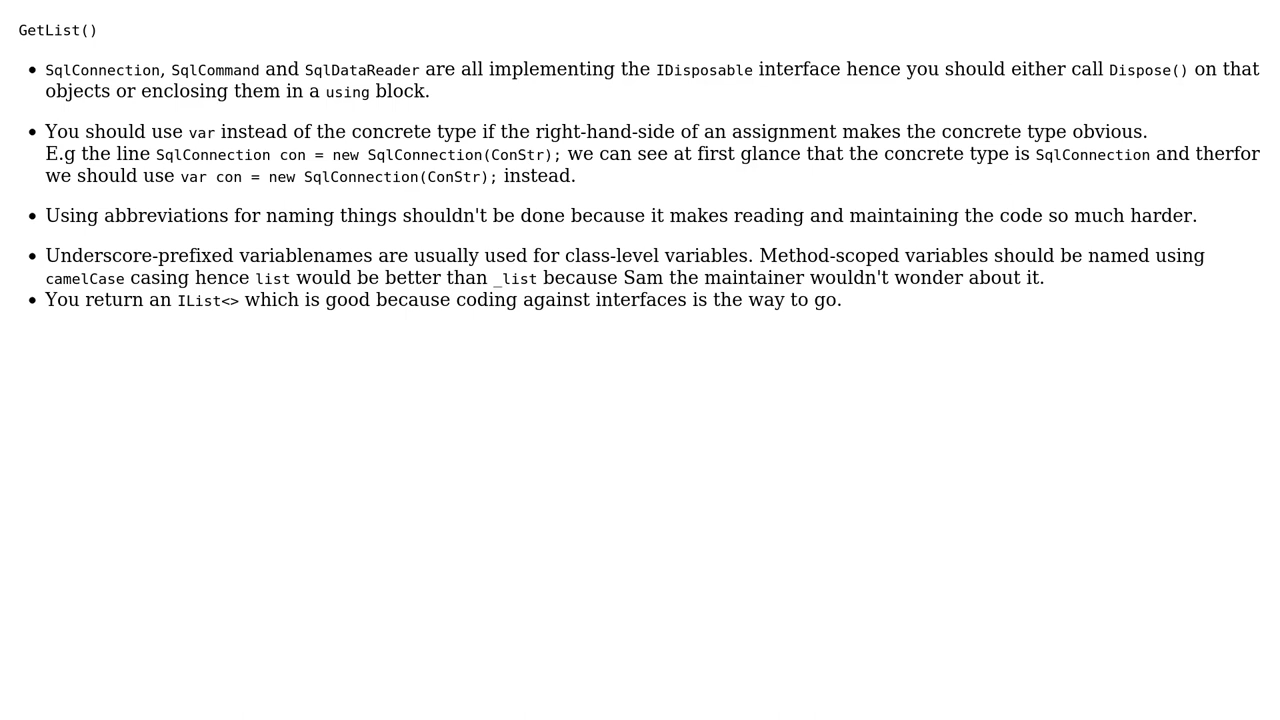 GetList()
• SqlConnection, SqlCommand and SqlDataReader are all implementing the IDisposable interface hence you should either call Dispose() on that
objects or enclosing them in a using block.
• You should use var instead of the concrete type if the right-hand-side of an assignment makes the concrete type obvious.
E.g the line SqlConnection con = new SqlConnection(ConStr); we can see at first glance that the concrete type is SqlConnection and therfor
we should use var con = new SqlConnection(ConStr); instead.
• Using abbreviations for naming things shouldn't be done because it makes reading and maintaining the code so much harder.
• Underscore-prefixed variablenames are usually used for class-level variables. Method-scoped variables should be named using
camelCase casing hence list would be better than _list because Sam the maintainer wouldn't wonder about it.
• You return an IList<> which is good because coding against interfaces is the way to go.